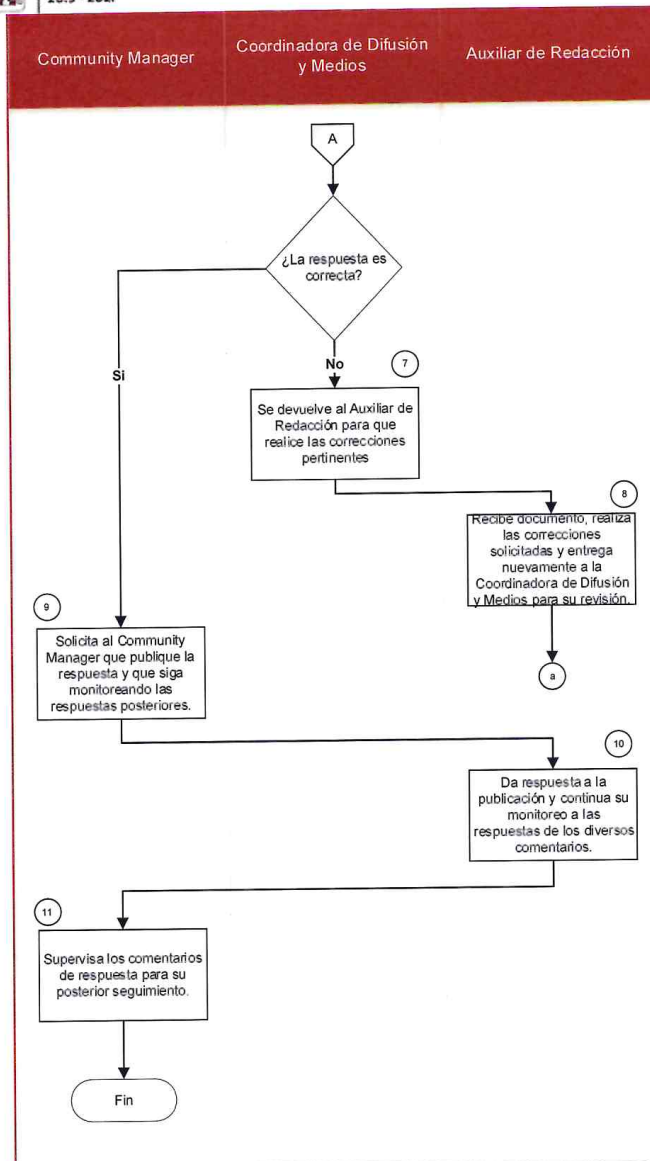 Community Manager
Coordinadora de Difusión
y Medios
Auxiliar de Redacción
A
¿La respuesta es
correcta?
Si
No
7
Se devuelve al Auxiliar de
Redacción para que
realice las correcciones
pertinentes
8
Recibe documento, realiza
las correcciones
solicitadas y entrega
nuevamente a la
Coordinadora de Difusión
y Medios para su revisión.
a
9
Solicita al Community
Manager que publique la
respuesta y que siga
monitoreando las
respuestas posteriores.
10
Da respuesta a la
publicación y continua su
monitoreo a las
respuestas de los diversos
comentarios.
11
Supervisa los comentarios
de respuesta para su
posterior seguimiento.
Fin